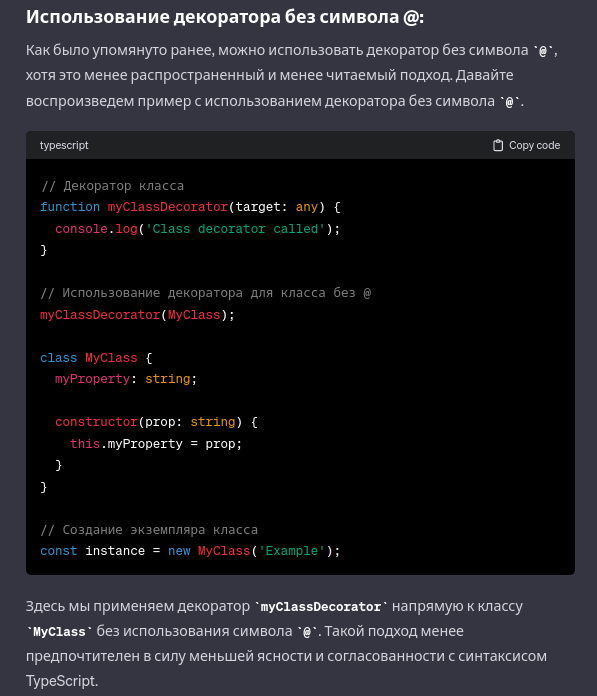 Использование декоратора без символа @:
Как было упомянуто ранее, можно использовать декоратор без символа `@`,
хотя это менее распространенный и менее читаемый подход. Давайте
воспроизведем пример с использованием декоратора без символа `@`.
typescript Copy code
// Декоратор класса
function myClassDecorator(target: any) {
  console.log('Class decorator called');
}
// Использование декоратора для класса без @
myClassDecorator(MyClass);
class MyClass {
  myProperty: string;
  constructor(prop: string) {
    this.myProperty = prop;
  }
}
// Создание экземпляра класса
const instance = new MyClass('Example');
Здесь мы применяем декоратор `myClassDecorator` напрямую к классу
`MyClass` без использования символа `@`. Такой подход менее
предпочтителен в силу меньшей ясности и согласованности с синтаксисом
TypeScript.